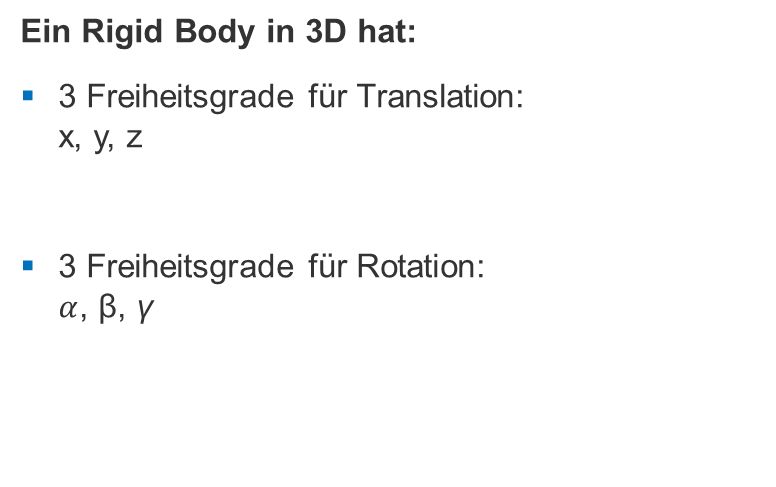 Ein Rigid Body in 3D hat:
▪ 3 Freiheitsgrade für Translation:
x, y, z
▪ 3 Freiheitsgrade für Rotation:
𝛼, β, γ